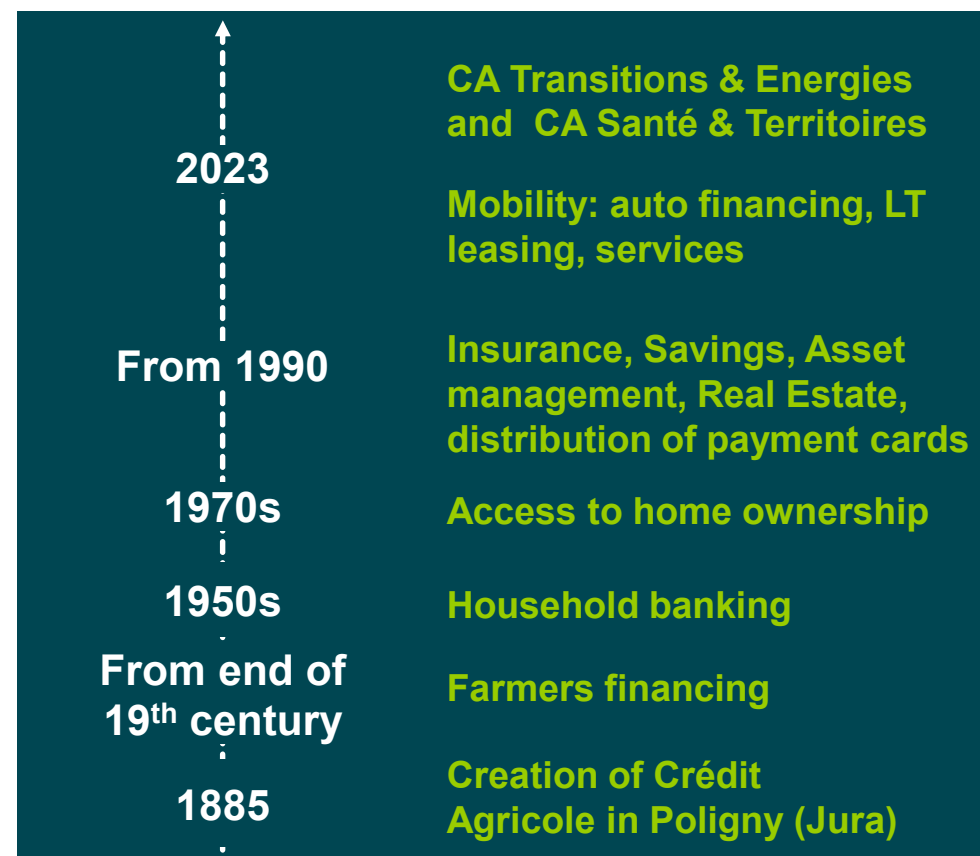 CA Transitions & Energies
and CA Santé & Territoires
2023
Mobility: auto financing, LT
leasing, services
From 1990
Insurance, Savings, Asset
management, Real Estate,
distribution of payment cards
1970s
Access to home ownership
1950s
Household banking
From end of
19th century
Farmers financing
1885
Creation of Crédit
Agricole in Poligny (Jura)